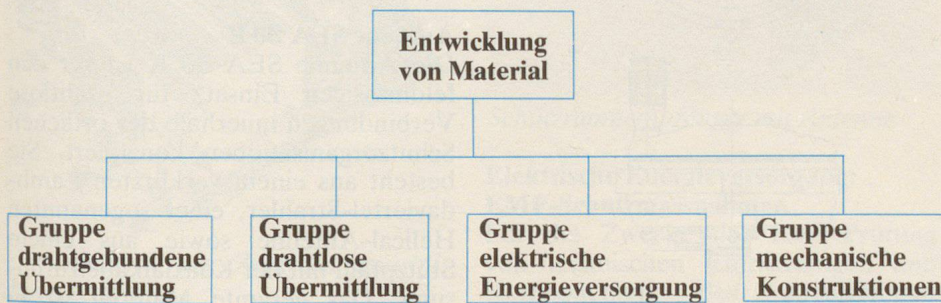 Entwicklung
von Material
Gruppe
drahtgebundene
Übermittlung
Gruppe
drahtlose
Übermittlung
Gruppe
elektrische
Energieversorgung
Gruppe
mechanische
Konstruktionen